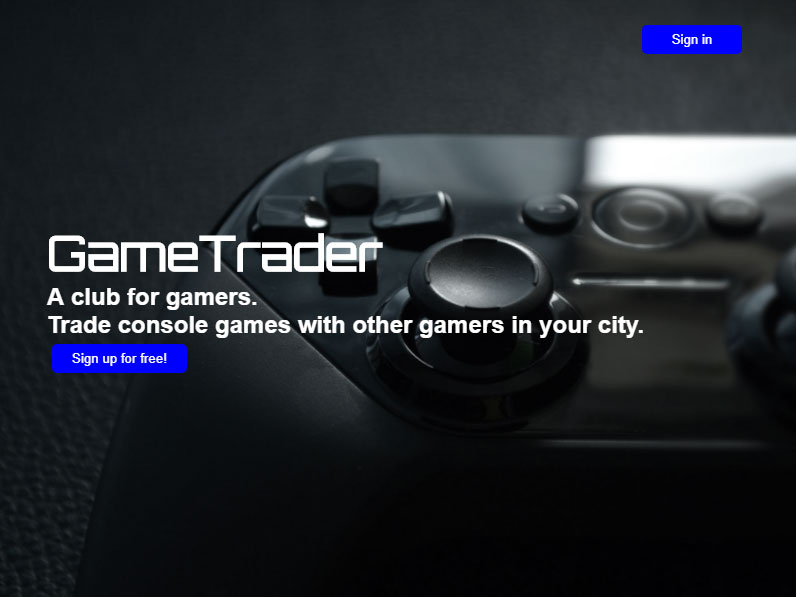 Sign in
GameTrader
A club for gamers.
Trade console games with other gamers in your city.
Sign up for free!